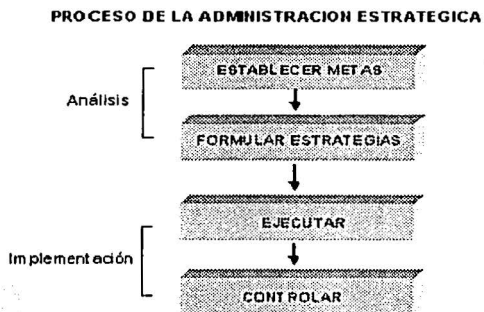 PROCESO DE LA ADMINISTRACION ESTRATEGICA
ESTABLECER METAS
Análisis
FORMULAR ESTRATEGIAS
EJECUTAR
Implementación
CONTROLAR